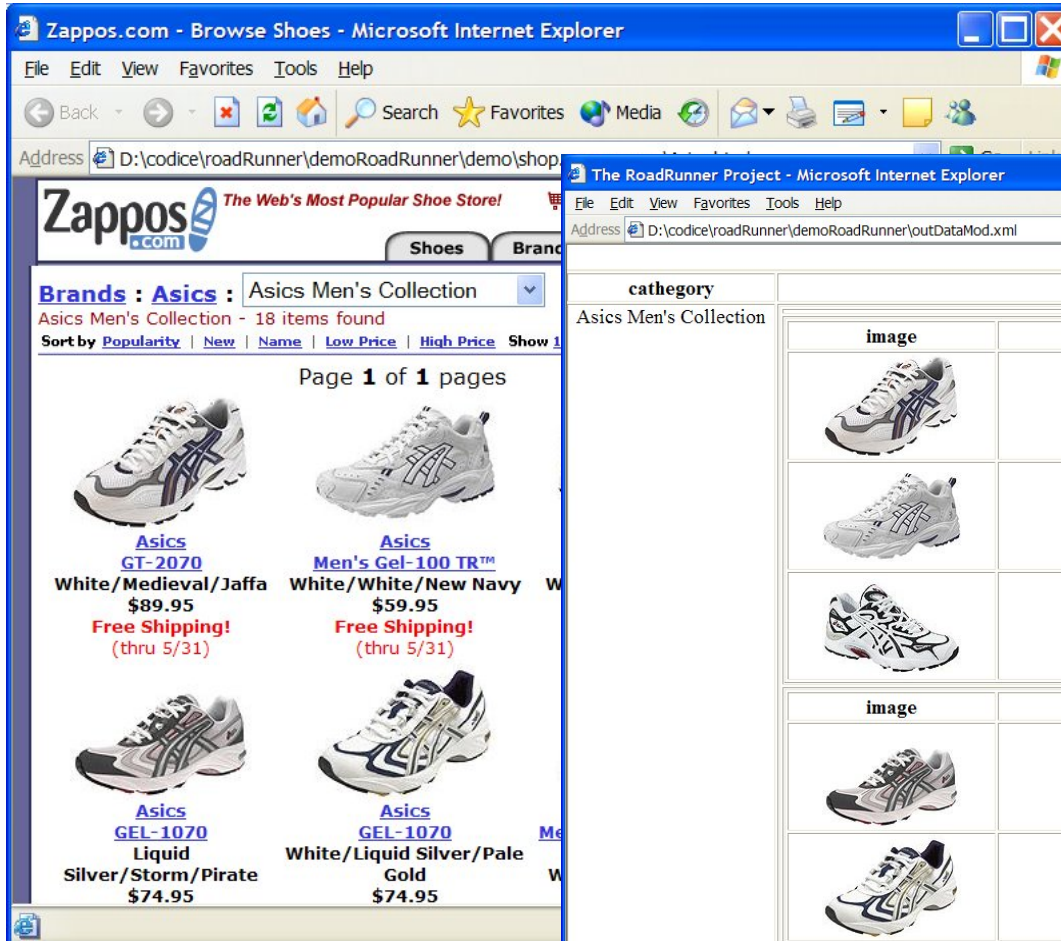 Zappos.com - Browse Shoes - Microsoft Internet Explorer
File Edit View Favorites Tools Help
Back Search Favorites Media
Address D:\codice\roadRunner\demoRoadRunner\demo\shop.
Zappos.com The Web's Most Popular Shoe Store!
Shoes Bran
Brands : Asics : Asics Men's Collection
Asics Men's Collection - 18 items found
Sort by Popularity | New | Name | Low Price | High Price Show 1
Page 1 of 1 pages
Asics Asics
GT-2070 Men's Gel-100 TR™
White/Medieval/Jaffa White/White/New Navy W
$89.95 $59.95
Free Shipping! Free Shipping!
(thru 5/31) (thru 5/31)
Asics Asics
GEL-1070 GEL-1070 Me
Liquid White/Liquid Silver/Pale
Silver/Storm/Pirate Gold W
$74.95 $74.95
The RoadRunner Project - Microsoft Internet Explorer
File Edit View Favorites Tools Help
Address D:\codice\roadRunner\demoRoadRunner\outDataMod.xml
cathegory
Asics Men's Collection
image
image